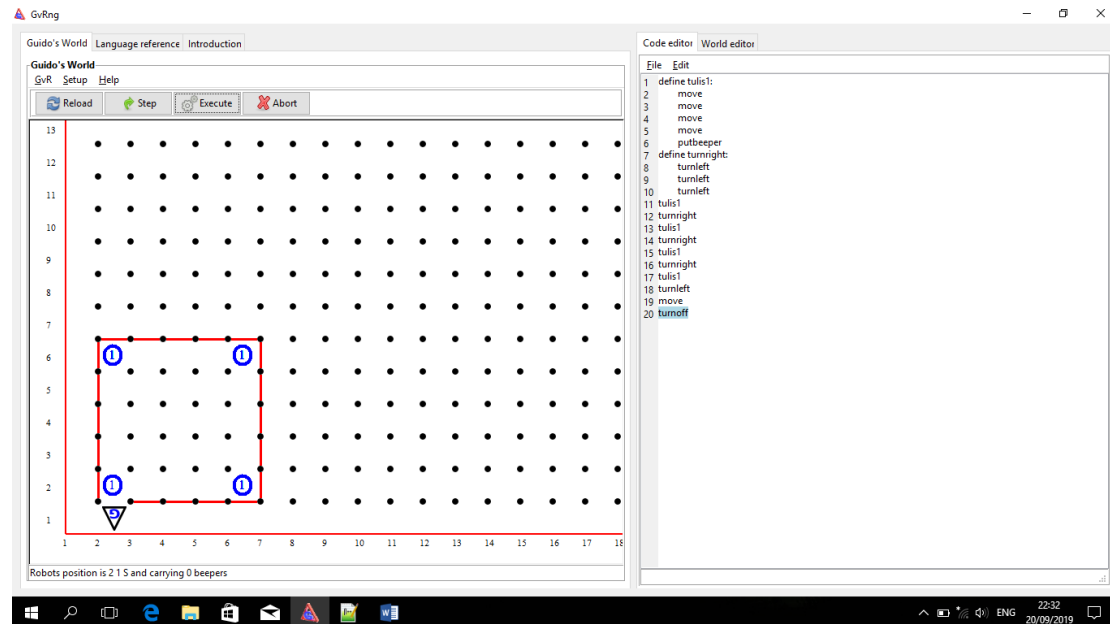 GvRng
Guido's World Language reference Introduction
Guido's World
GvR Setup Help
Reload Step Execute Abort
13
12
11
10
9
8
7
6
5
4
3
2
1
1 1
1 1
G
1 2 3 4 5 6 7 8 9 10 11 12 13 14 15 16 17 18
Robots position is 2 1 S and carrying 0 beepers
Code editor World editor
File Edit
1 define tulis1:
2 move
3 move
4 move
5 move
6 putbeeper
7 define turnright:
8 turnleft
9 turnleft
10 turnleft
11 tulis1
12 turnright
13 tulis1
14 turnright
15 tulis1
16 turnright
17 tulis1
18 turnleft
19 move
20 turnoff
ENG
22:32
20/09/2019